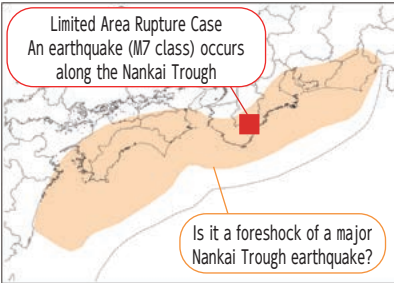 Limited Area Rupture Case
An earthquake (M7 class) occurs
along the Nankai Trough
Is it a foreshock of a major
Nankai Trough earthquake?